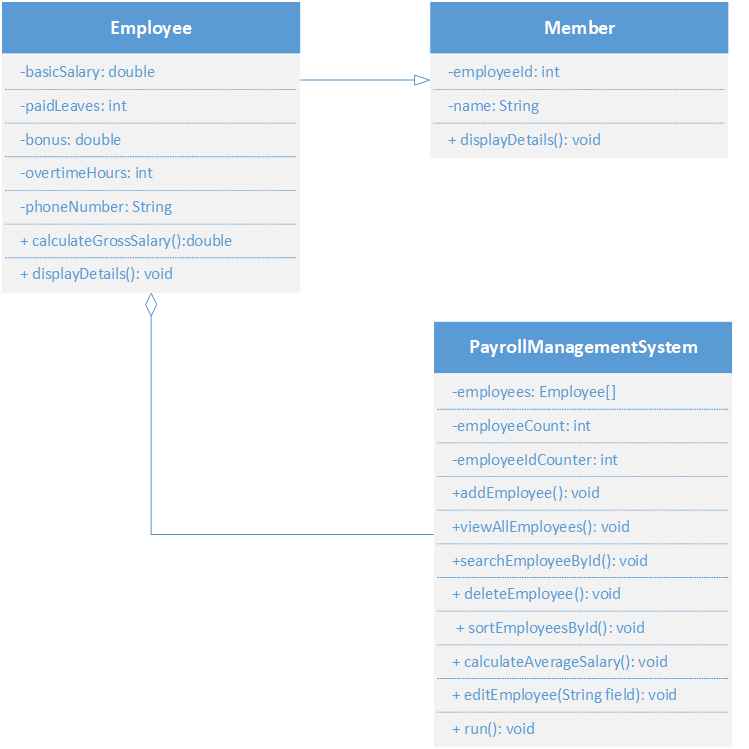 Employee
-basicSalary: double
-paidLeaves: int
-bonus: double
-overtimeHours: int
-phoneNumber: String
+ calculateGrossSalary():double
+ displayDetails(): void
Member
-employeeId: int
-name: String
+ displayDetails(): void
PayrollManagementSystem
-employees: Employee[]
-employeeCount: int
-employeeIdCounter: int
+addEmployee(): void
+viewAllEmployees(): void
+searchEmployeeById(): void
+ deleteEmployee(): void
+ sortEmployeesById(): void
+ calculateAverageSalary(): void
+ editEmployee(String field): void
+ run(): void